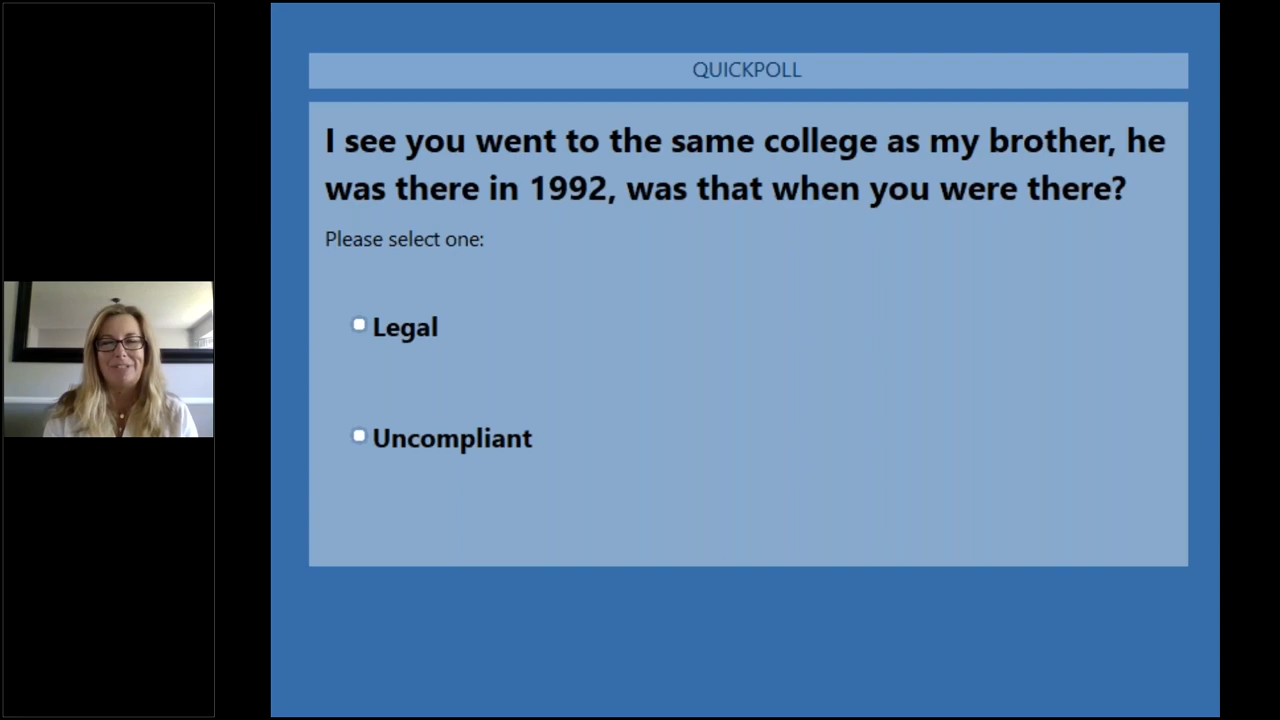 QUICKPOLL
I see you went to the same college as my brother, he
was there in 1992, was that when you were there?
Please select one:
Legal
Uncompliant